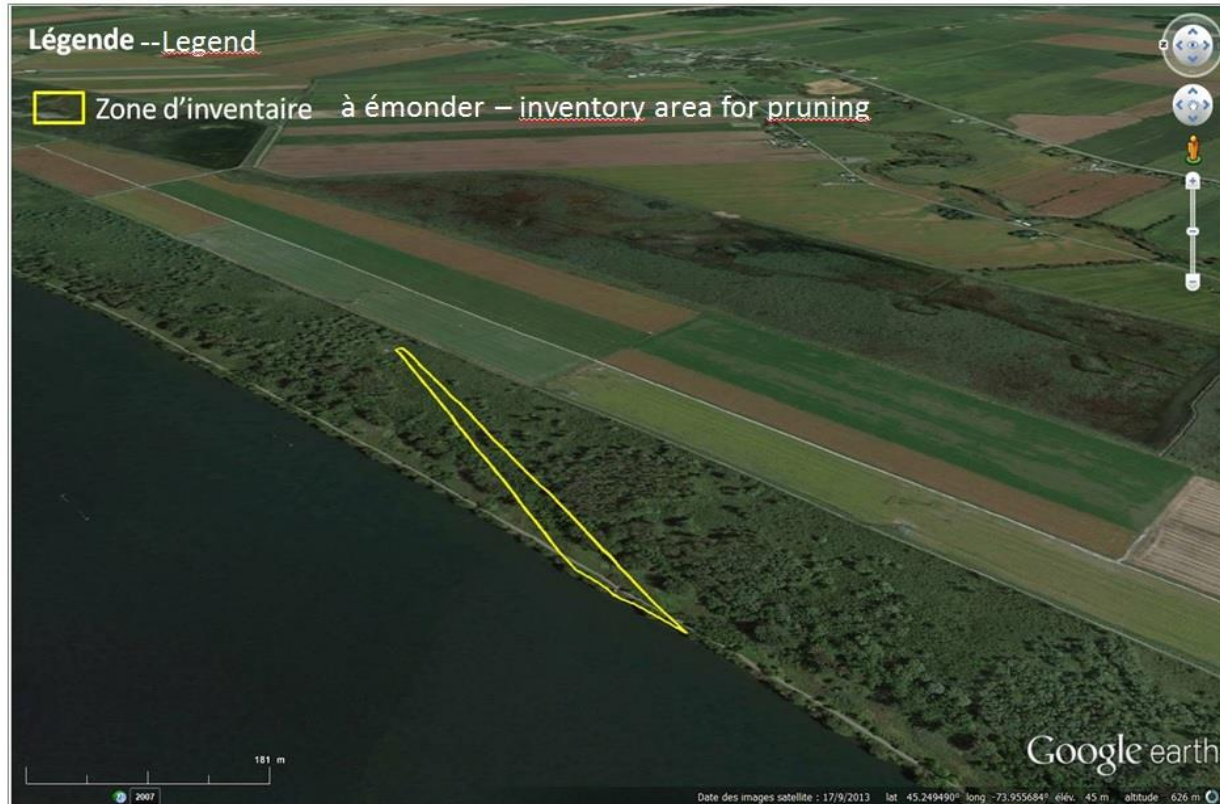 Légende --Legend
Zone d'inventaire à émonder – inventory area for pruning
181 m
Google earth
2007
Date des images satellite : 17/9/2013 lat 45.249490° long -73.955684° élév. 45 m altitude 626 m